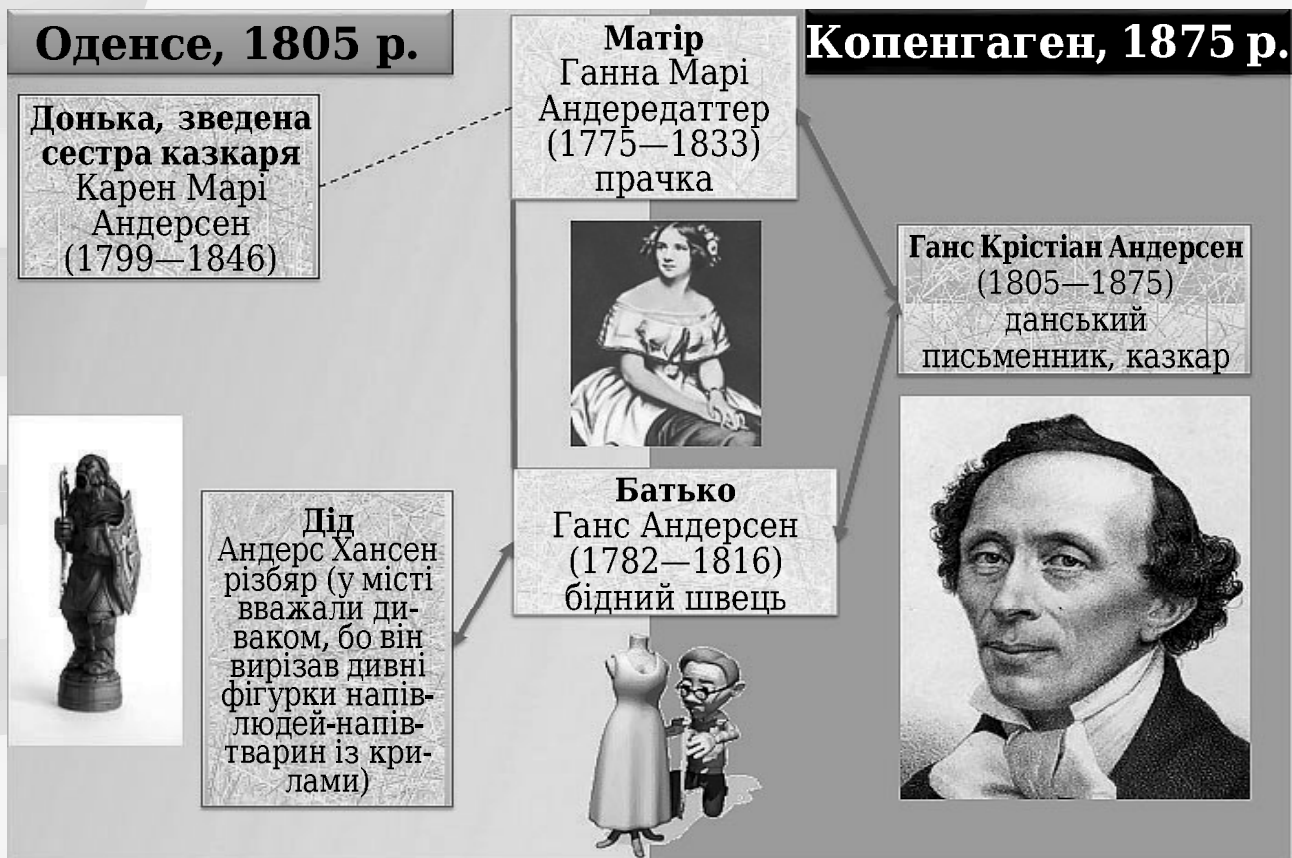 Оденсе, 1805 р.
Копенгаген, 1875 р.
Донька, зведена
сестра казкаря
Карен Марі
Андерсен
(1799—1846)
Матір
Ганна Марі
Андередаттер
(1775—1833)
прачка
Ганс Крістіан Андерсен
(1805—1875)
данський
письменник, казкар
Батько
Ганс Андерсен
(1782—1816)
бідний швець
Дід
Андерс Хансен
різбяр (у місті
вважали ди-
ваком, бо він
вирізав дивні
фігурки напів-
людей-напів-
тварин із кри-
лами)